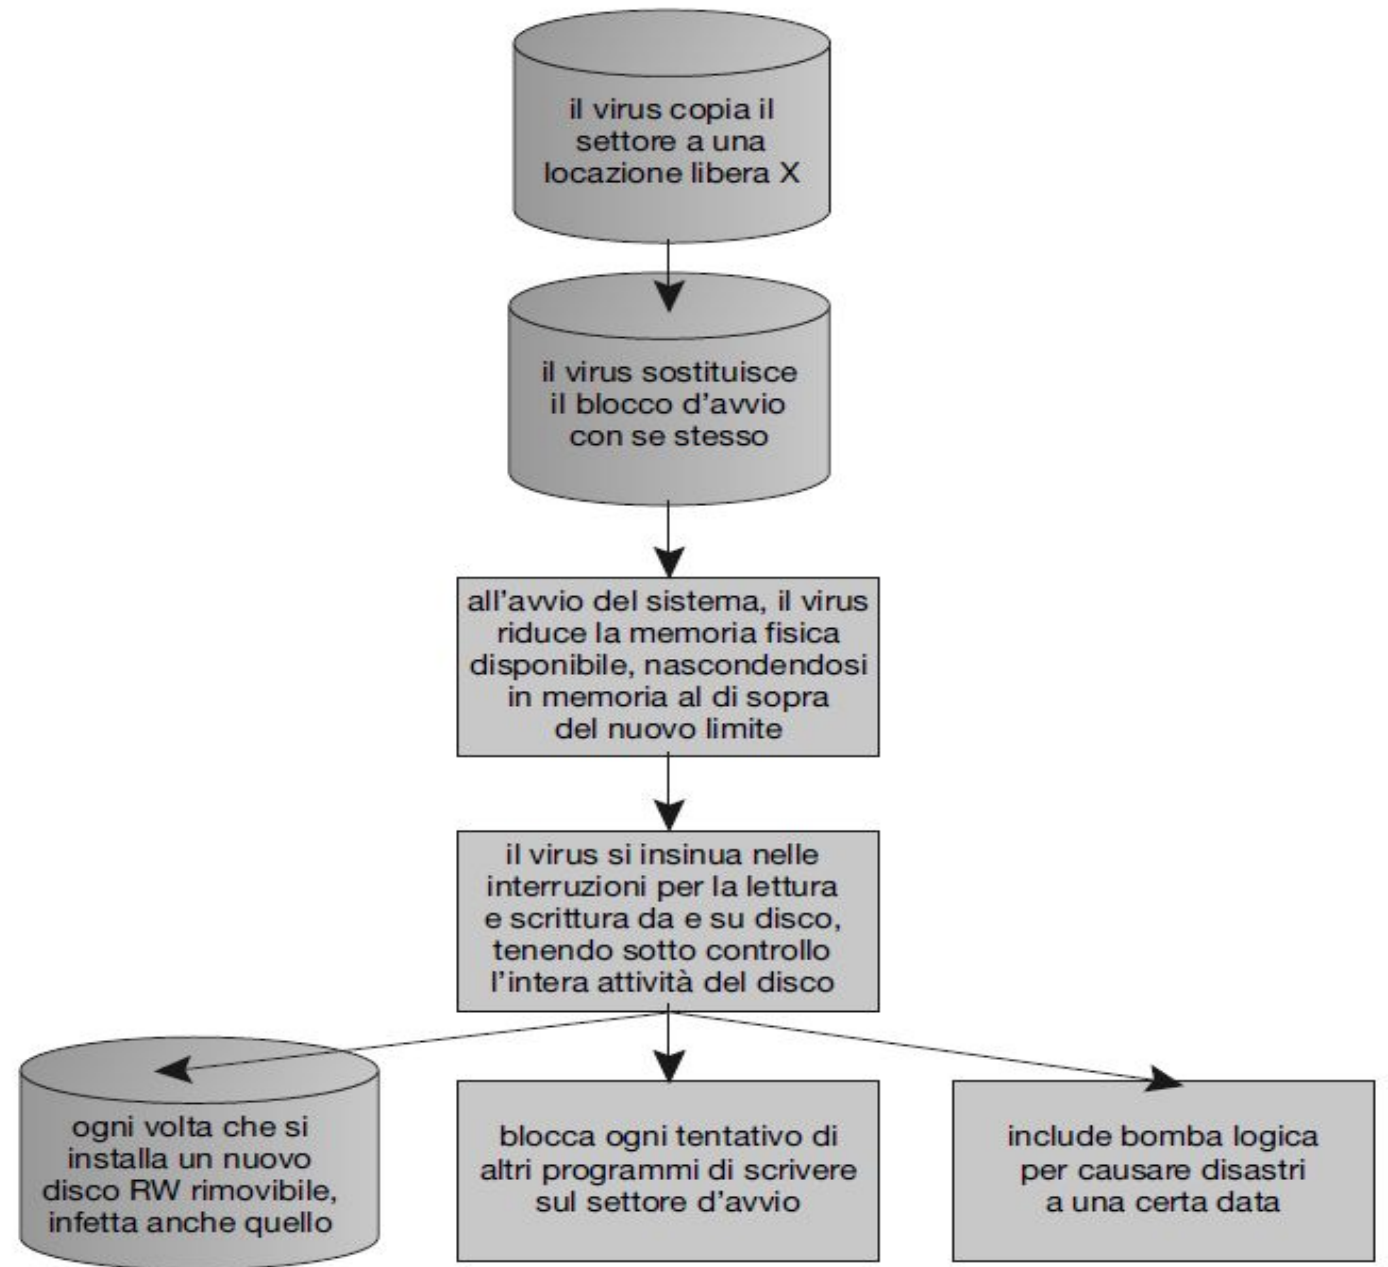 il virus copia il
settore a una
locazione libera X
il virus sostituisce
il blocco d'avvio
con se stesso
all'avvio del sistema, il virus
riduce la memoria fisica
disponibile, nascondendosi
in memoria al di sopra
del nuovo limite
il virus si insinua nelle
interruzioni per la lettura
e scrittura da e su disco,
tenendo sotto controllo
l'intera attività del disco
ogni volta che si
installa un nuovo
disco RW rimovibile,
infetta anche quello
blocca ogni tentativo di
altri programmi di scrivere
sul settore d'avvio
include bomba logica
per causare disastri
a una certa data